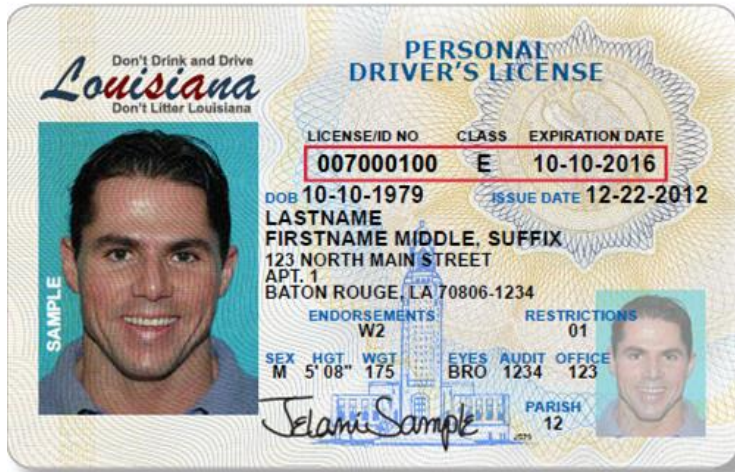 Don't Drink and Drive
Louisiana
Don't Litter Louisiana
PERSONAL
DRIVER'S LICENSE
LICENSE/ID NO CLASS EXPIRATION DATE
007000100 E 10-10-2016
DOB 10-10-1979 ISSUE DATE 12-22-2012
LASTNAME
FIRSTNAME MIDDLE, SUFFIX
123 NORTH MAIN STREET
APT. 1
BATON ROUGE, LA 70806-1234
ENDORSEMENTS RESTRICTIONS
W2 01
SEX HGT WGT EYES AUDIT OFFICE
M 5'08" 175 BRO 1234 123
PARISH
12
Jelani Sample
SAMPLE